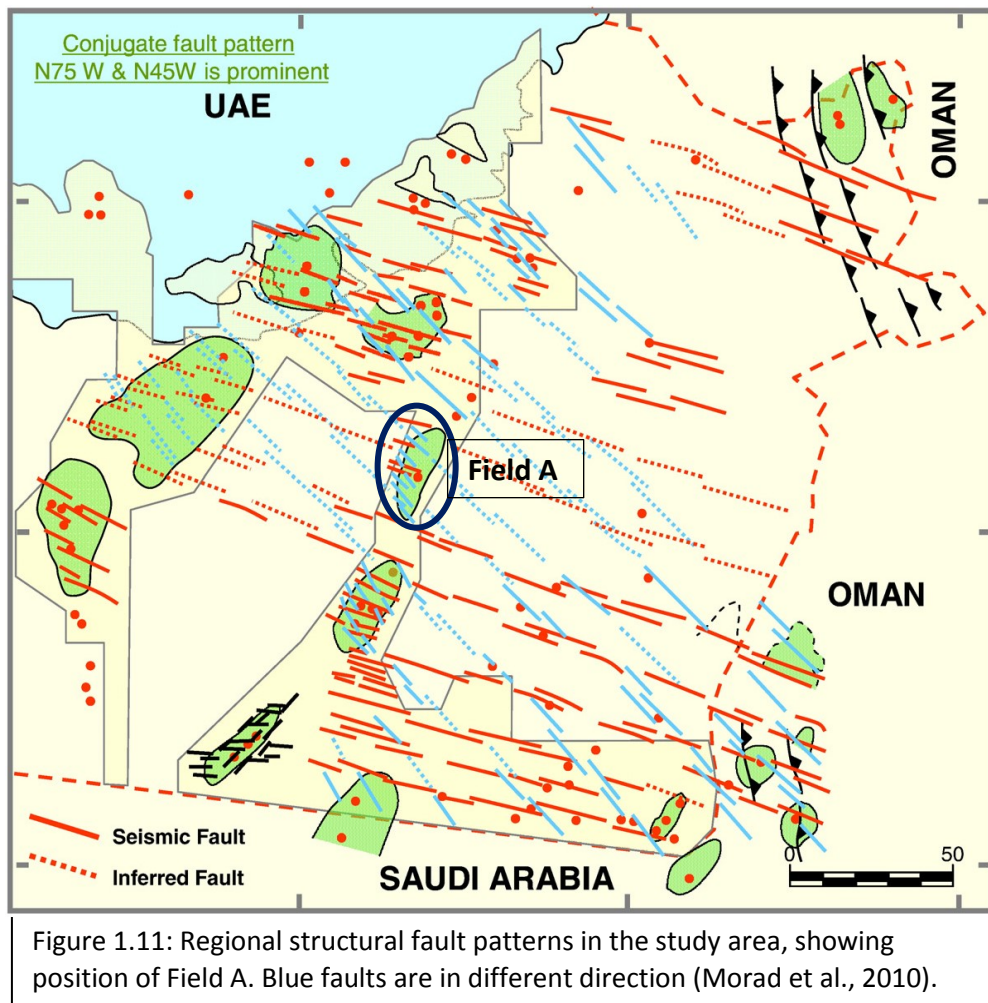 Conjugate fault pattern
N75 W & N45W is prominent
UAE
OMAN
Field A
OMAN
Seismic Fault
Inferred Fault
SAUDI ARABIA
0 50
Figure 1.11: Regional structural fault patterns in the study area, showing
position of Field A. Blue faults are in different direction (Morad et al., 2010).